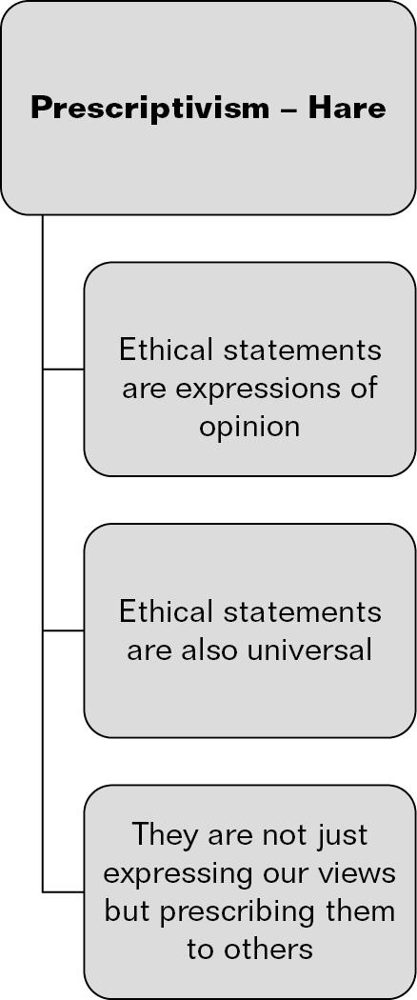 Prescriptivism – Hare
Ethical statements
are expressions of
opinion
Ethical statements
are also universal
They are not just
expressing our views
but prescribing them
to others